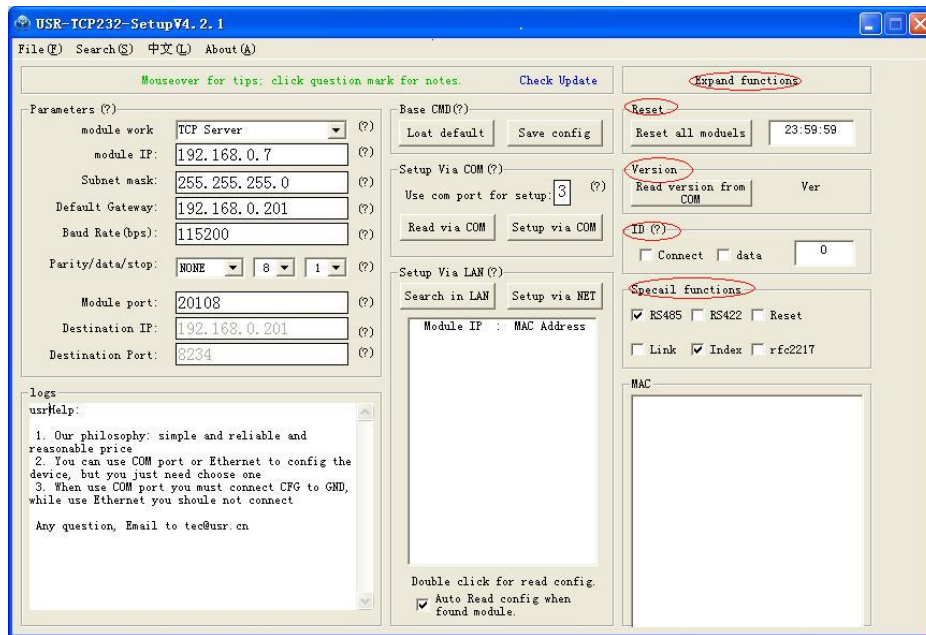 USR-TCP232-SetupV4.2.1
File(F) Search(S) 中文(L) About(A)
Mouseover for tips; click question mark for notes. Check Update
Expand functions
Parameters (?)
module work TCP Server (?)
module IP: 192.168.0.7 (?)
Subnet mask: 255.255.255.0 (?)
Default Gateway: 192.168.0.201 (?)
Baud Rate(bps): 115200 (?)
Parity/data/stop: NONE 8 1 (?)
Module port: 20108 (?)
Destination IP: 192.168.0.201 (?)
Destination Port: 8234 (?)
logs
usrHelp:
1. Our philosophy: simple and reliable and
reasonable price
2. You can use COM port or Ethernet to config the
device, but you just need choose one
3. When use COM port you must connect CFG to GND,
while use Ethernet you shoule not connect
Any question, Email to tec@usr.cn
Base CMD(?)
Loat default Save config
Setup Via COM(?)
Use com port for setup: 3 (?)
Read via COM Setup via COM
Setup Via LAN(?)
Search in LAN Setup via NET
Module IP : MAC Address
Double click for read config.
Auto Read config when
found module.
Reset
Reset all moduels 23:59:59
Version
Read version from
COM
Ver
ID (?)
Connect data 0
Specail functions
RS485 RS422 Reset
Link Index rfc2217
MAC